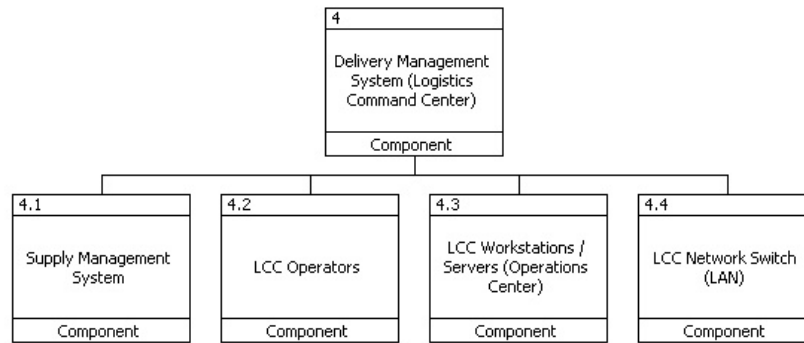 4
Delivery Management
System (Logistics
Command Center)
Component
4.1
Supply Management
System
Component
4.2
LCC Operators
Component
4.3
LCC Workstations /
Servers (Operations
Center)
Component
4.4
LCC Network Switch
(LAN)
Component